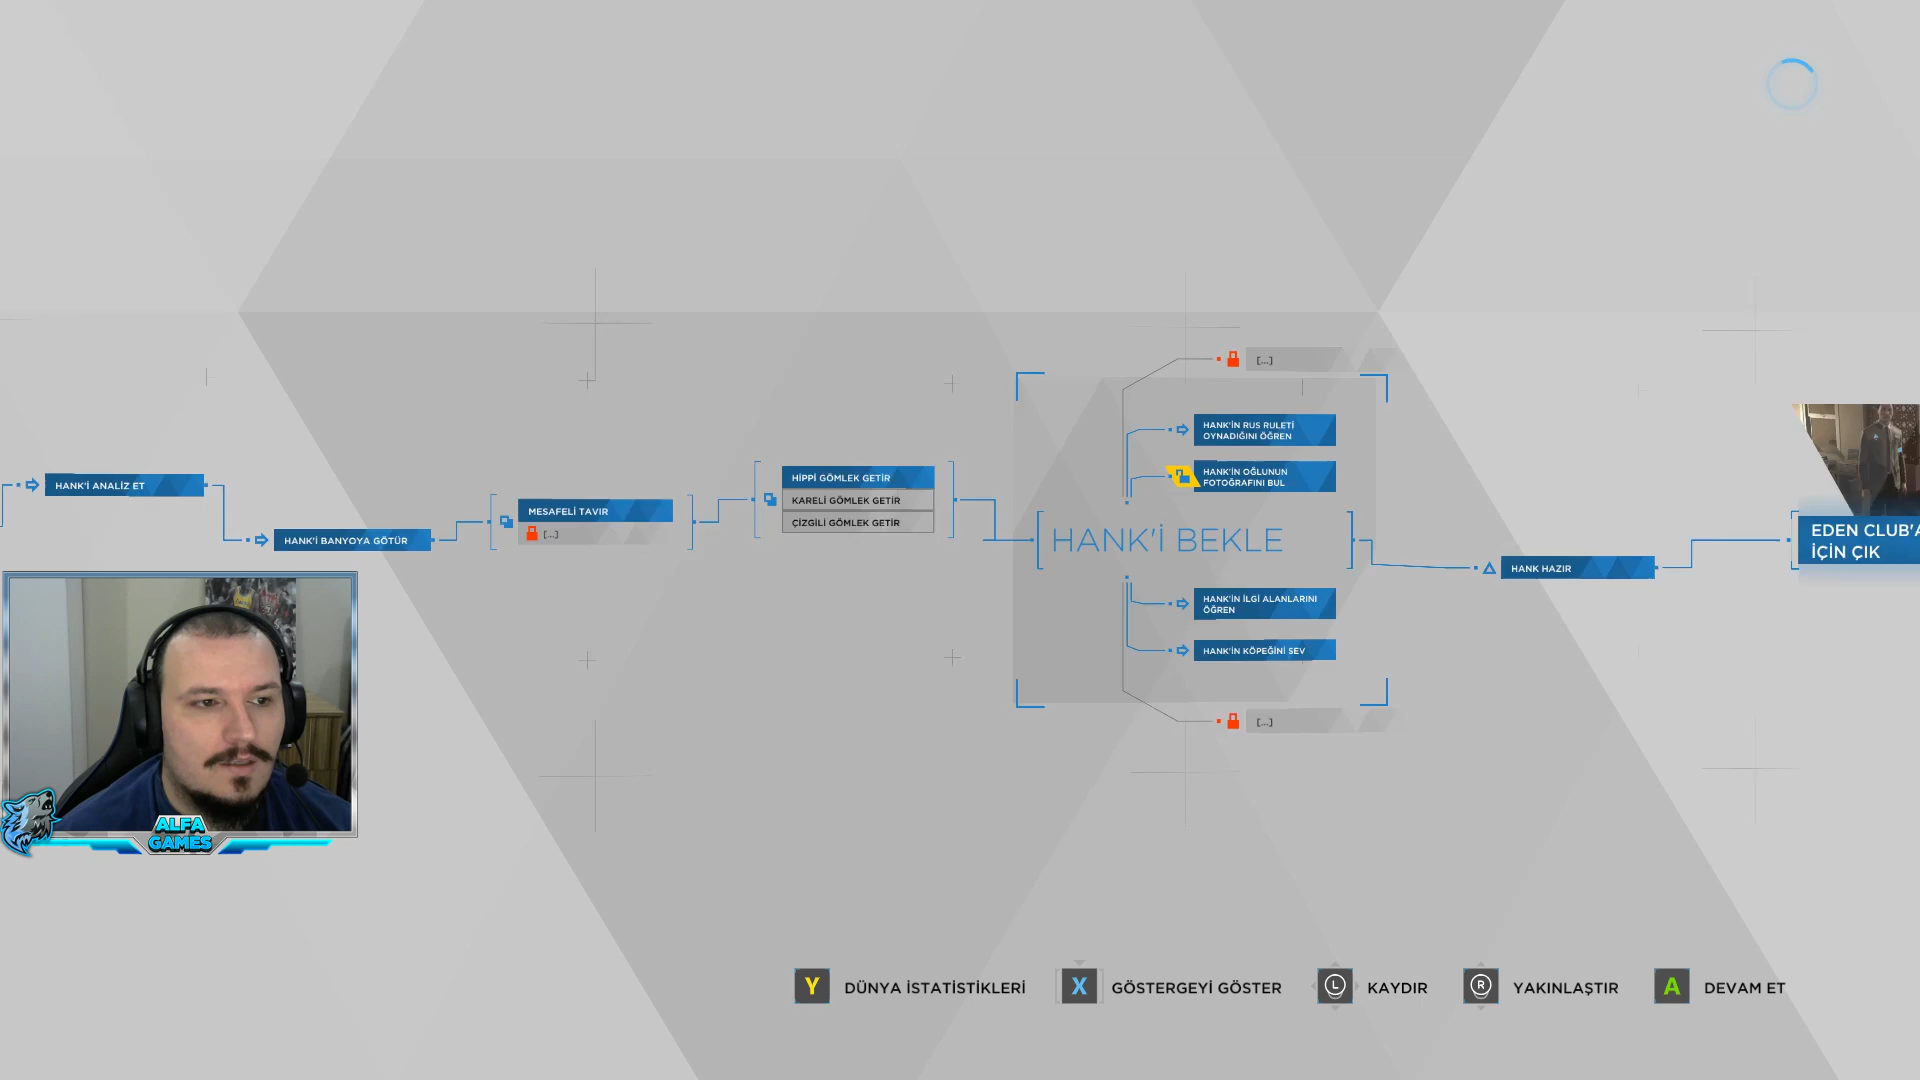 [...]
HANK'İN RUS RULETİ
OYNADIĞINI ÖĞREN
HANK'İN OĞLUNUN
FOTOĞRAFINI BUL
HANK'İ ANALİZ ET
HİPPİ GÖMLEK GETİR
KARELİ GÖMLEK GETİR
ÇİZGİLİ GÖMLEK GETİR
MESAFELİ TAVIR
[...]
HANK'İ BANYOYA GÖTÜR
HANK'İ BEKLE
EDEN CLUB'A
İÇİN ÇIK
HANK HAZIR
HANK'İN İLGİ ALANLARINI
ÖĞREN
HANK'İN KÖPEĞİNİ SEV
[...]
ALFA
GAMES
Y DÜNYA İSTATİSTİKLERİ X GÖSTERGEYİ GÖSTER L KAYDIR R YAKINLAŞTIR A DEVAM ET